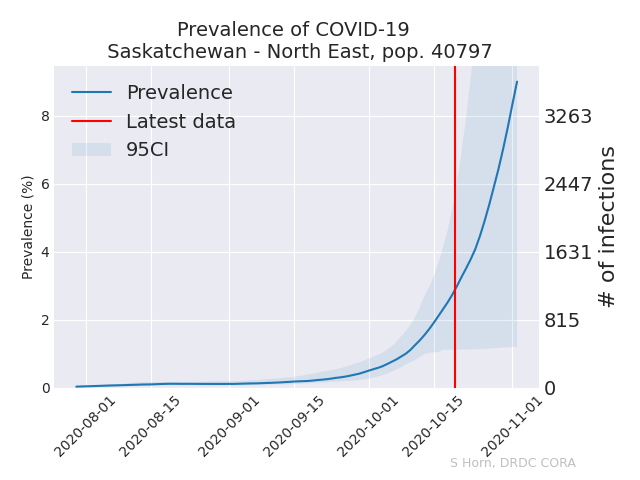 Prevalence of COVID-19
Saskatchewan - North East, pop. 40797
Prevalence
Latest data
95CI
Prevalence (%)
8
6
4
2
0
3263
2447
1631
815
0
# of infections
2020-08-01
2020-08-15
2020-09-01
2020-09-15
2020-10-01
2020-10-15
2020-11-01
S Horn, DRDC CORA